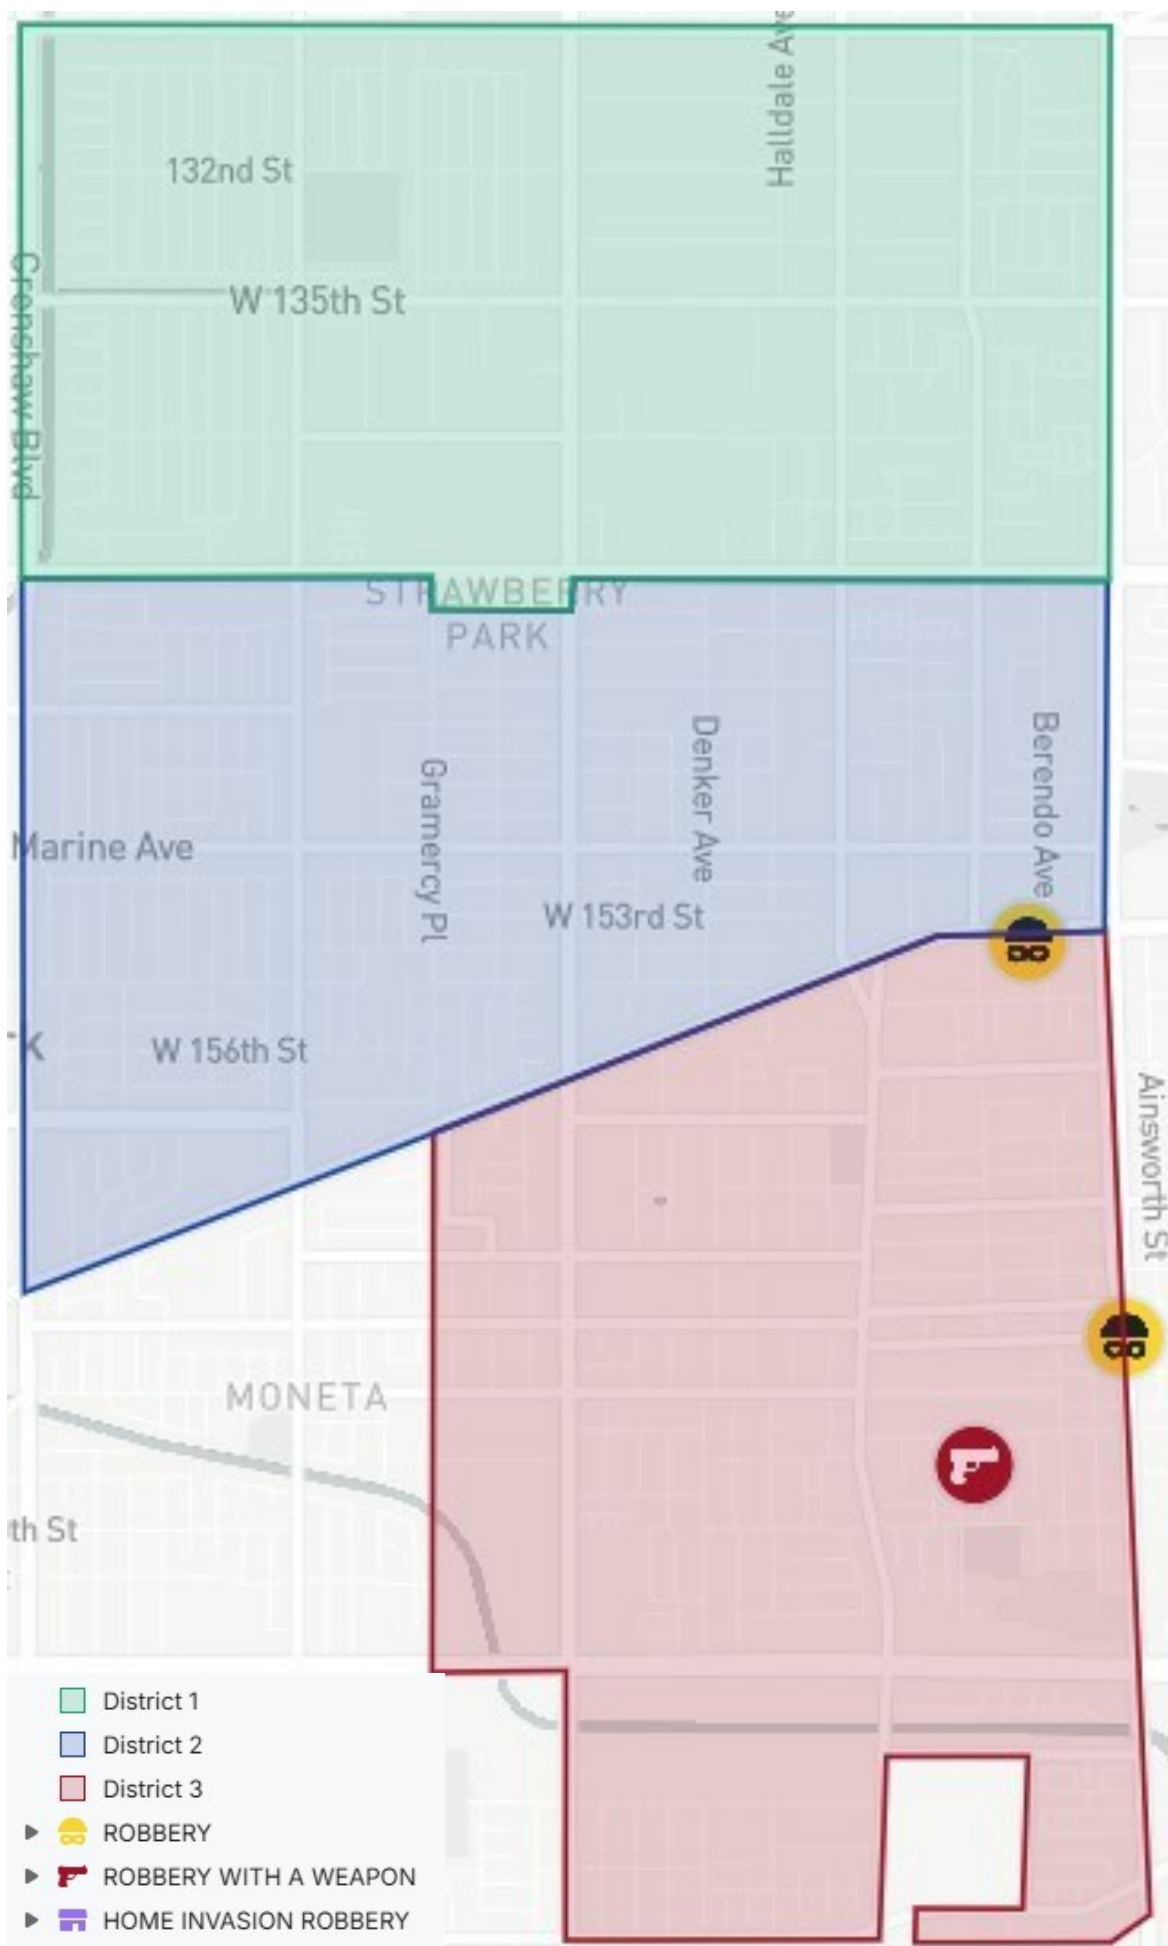 Halldale Ave
132nd St
W 135th St
Crenshaw Blvd
STRAWBERRY
PARK
Denker Ave
Berendo Ave
Gramercy Pl
Marine Ave
W 153rd St
W 156th St
Ainsworth St
MONETA
th St
District 1
District 2
District 3
ROBBERY
ROBBERY WITH A WEAPON
HOME INVASION ROBBERY